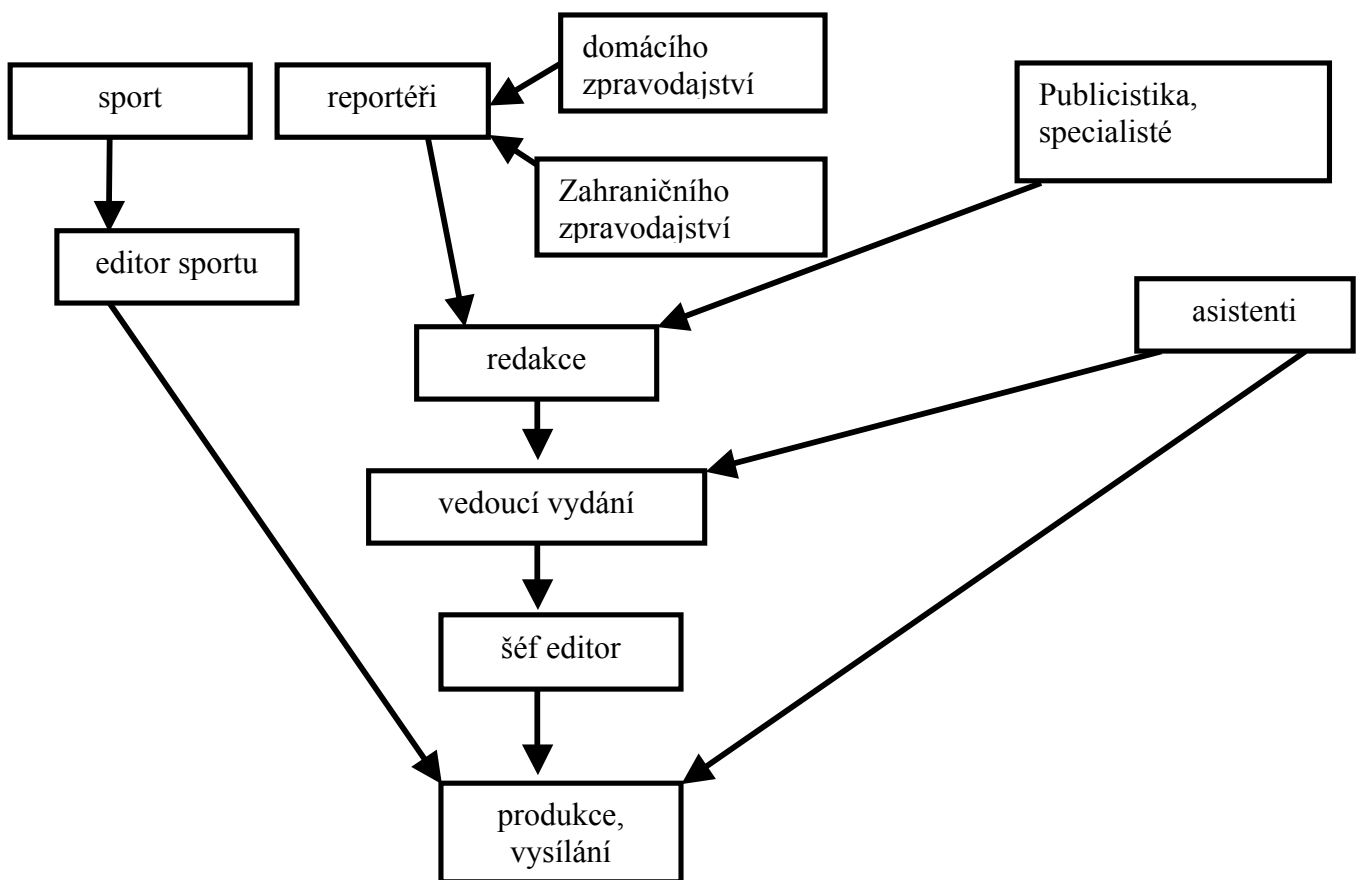 domácího
zpravodajství
sport
reportéři
Publicistika,
specialisté
Zahraničního
zpravodajství
editor sportu
asistenti
redakce
vedoucí vydání
šéf editor
produkce,
vysílání